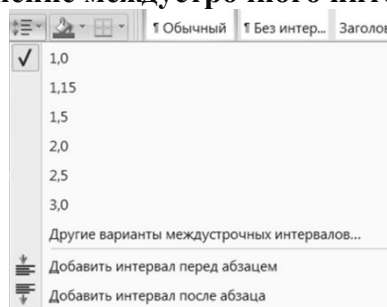 междустрочного
¶ Обычный ¶ Без интер...
1,0
1,15
1,5
2,0
2,5
3,0
Другие варианты междустрочных интервалов...
Добавить интервал перед абзацем
Добавить интервал после абзаца